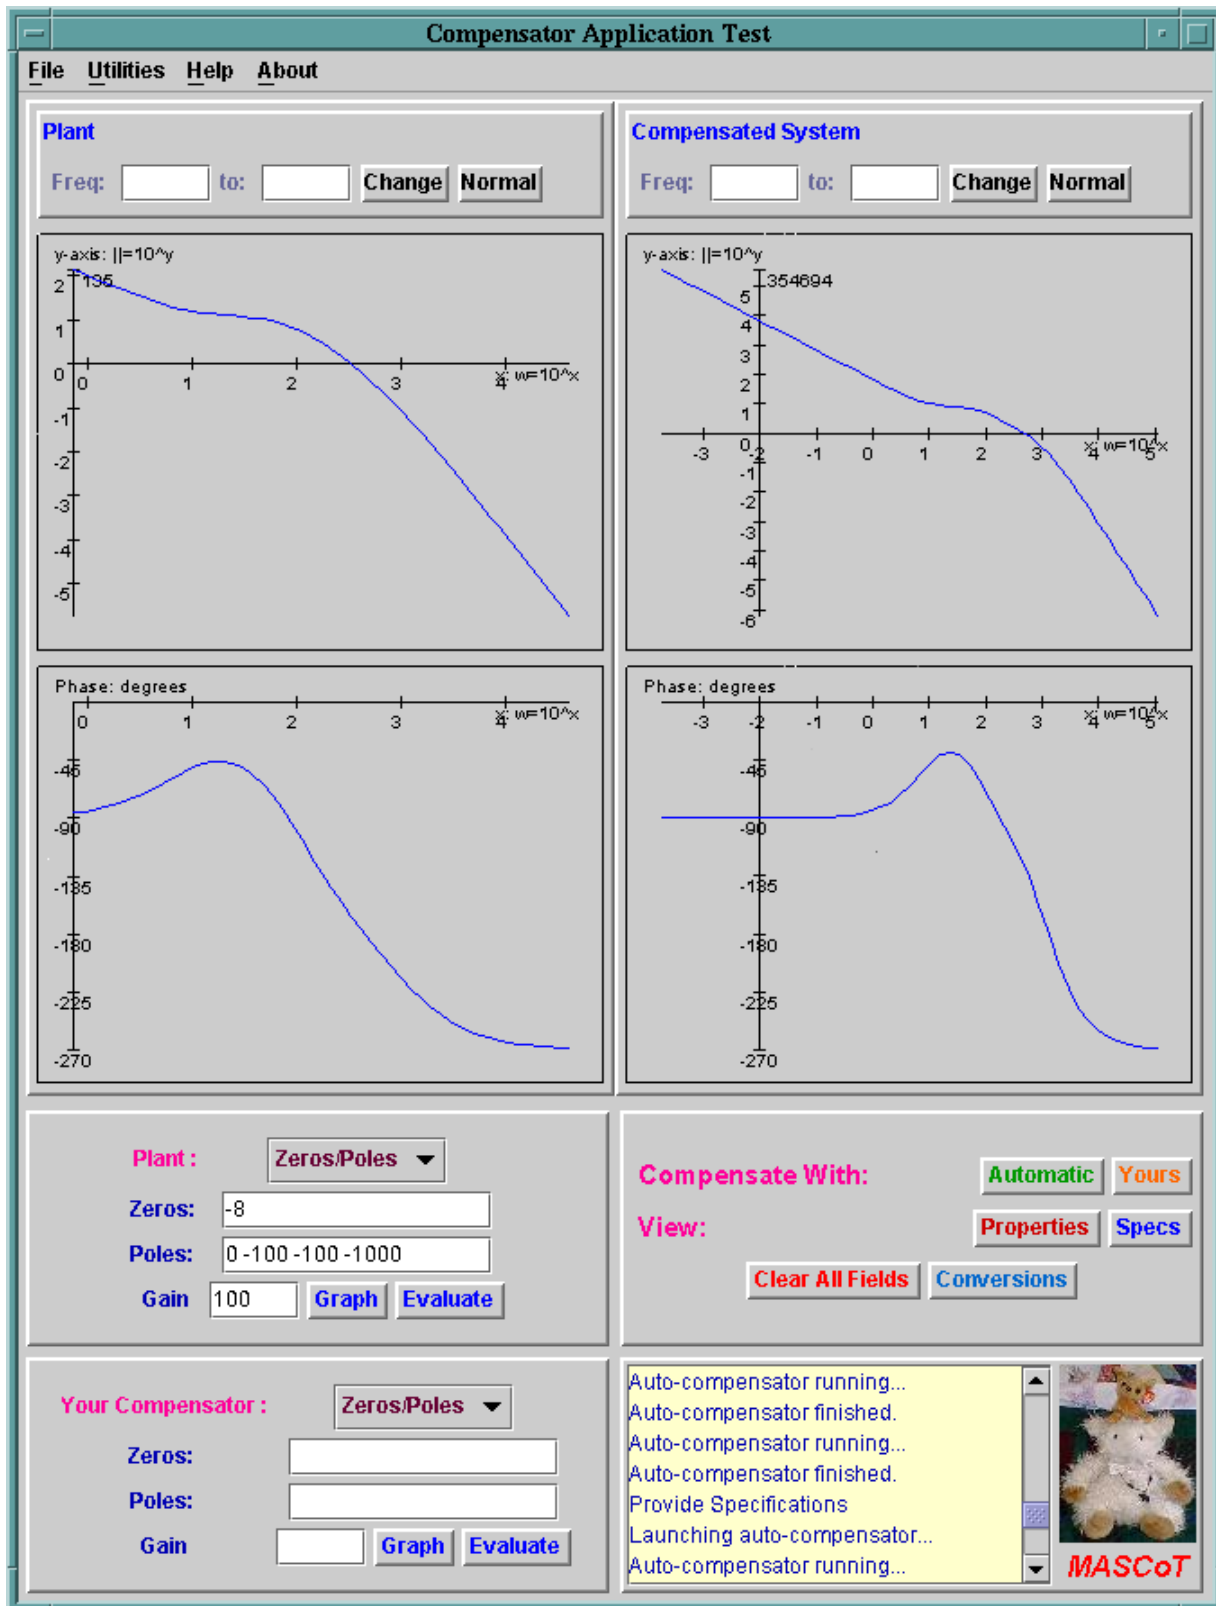 Compensator Application Test
File Utilities Help About
Plant
Freq: to: Change Normal
y-axis: ||=10^y
2 135
1
0
0 1 2 3 4 x: w=10^x
-1
-2
-3
-4
-5
Phase: degrees
0 1 2 3 4 x: w=10^x
-45
-90
-135
-180
-225
-270
Compensated System
Freq: to: Change Normal
y-axis: ||=10^y
5 354694
4
3
2
1
0
-3 -2 -1 0 1 2 3 4 5 x: w=10^x
-1
-2
-3
-4
-5
-6
Phase: degrees
-3 -2 -1 0 1 2 3 4 5 x: w=10^x
-45
-90
-135
-180
-225
-270
Plant : Zeros/Poles
Zeros: -8
Poles: 0 -100 -100 -1000
Gain 100 Graph Evaluate
Compensate With: Automatic Yours
View: Properties Specs
Clear All Fields Conversions
Your Compensator : Zeros/Poles
Zeros:
Poles:
Gain Graph Evaluate
Auto-compensator running...
Auto-compensator finished.
Auto-compensator running...
Auto-compensator finished.
Provide Specifications
Launching auto-compensator...
Auto-compensator running...
MASCoT